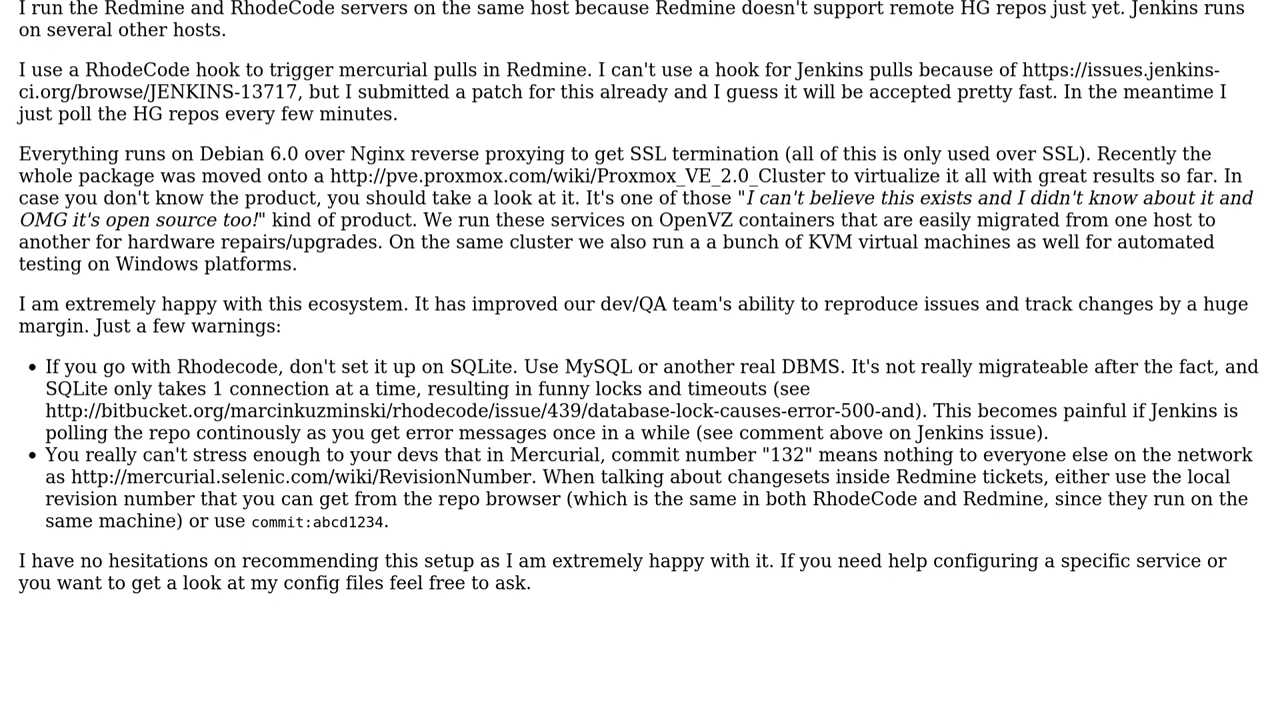 I run the Redmine and RhodeCode servers on the same host because Redmine doesn't support remote HG repos just yet. Jenkins runs
on several other hosts.
I use a RhodeCode hook to trigger mercurial pulls in Redmine. I can't use a hook for Jenkins pulls because of https://issues.jenkins-
ci.org/browse/JENKINS-13717, but I submitted a patch for this already and I guess it will be accepted pretty fast. In the meantime I
just poll the HG repos every few minutes.
Everything runs on Debian 6.0 over Nginx reverse proxying to get SSL termination (all of this is only used over SSL). Recently the
whole package was moved onto a http://pve.proxmox.com/wiki/Proxmox_VE_2.0_Cluster to virtualize it all with great results so far. In
case you don't know the product, you should take a look at it. It's one of those "I can't believe this exists and I didn't know about it and
OMG it's open source too!" kind of product. We run these services on OpenVZ containers that are easily migrated from one host to
another for hardware repairs/upgrades. On the same cluster we also run a a bunch of KVM virtual machines as well for automated
testing on Windows platforms.
I am extremely happy with this ecosystem. It has improved our dev/QA team's ability to reproduce issues and track changes by a huge
margin. Just a few warnings:
• If you go with Rhodecode, don't set it up on SQLite. Use MySQL or another real DBMS. It's not really migrateable after the fact, and
SQLite only takes 1 connection at a time, resulting in funny locks and timeouts (see
http://bitbucket.org/marcinkuzminski/rhodecode/issue/439/database-lock-causes-error-500-and). This becomes painful if Jenkins is
polling the repo continously as you get error messages once in a while (see comment above on Jenkins issue).
• You really can't stress enough to your devs that in Mercurial, commit number "132" means nothing to everyone else on the network
as http://mercurial.selenic.com/wiki/RevisionNumber. When talking about changesets inside Redmine tickets, either use the local
revision number that you can get from the repo browser (which is the same in both RhodeCode and Redmine, since they run on the
same machine) or use commit:abcd1234.
I have no hesitations on recommending this setup as I am extremely happy with it. If you need help configuring a specific service or
you want to get a look at my config files feel free to ask.